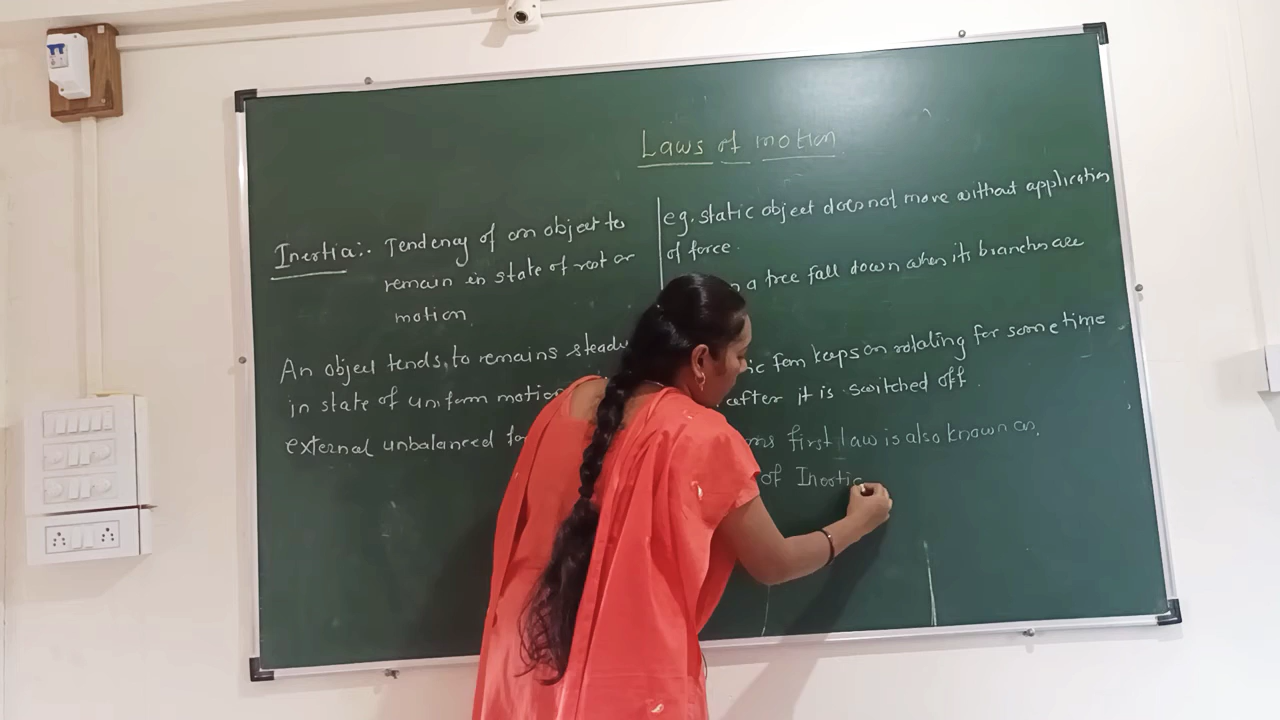 Laws of motion
Inertia:- Tendency of an object to
remain in state of rest or
motion
An object tends to remains steady
in state of uniform motion
external unbalanced
eg. static object does not move without application
of force.
a tree fall down when its branches are
fan keeps on rotating for some time
after it is switched off.
first law is also known as
of Inertia